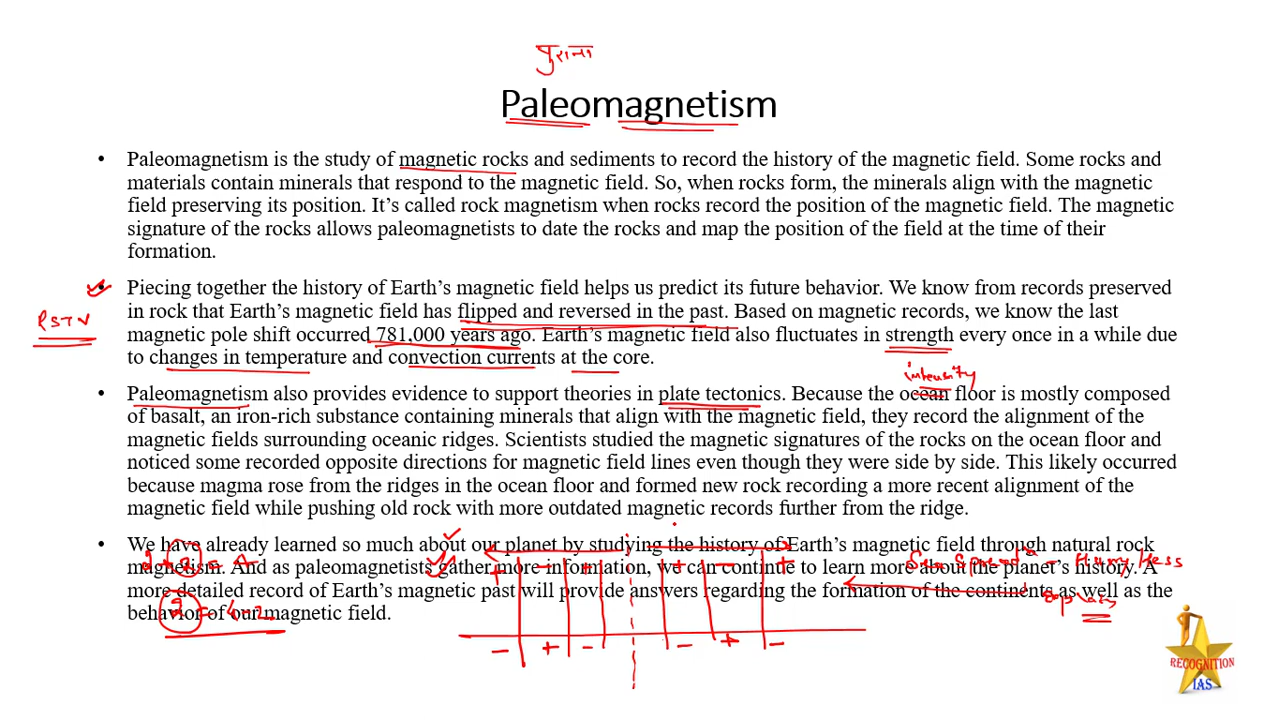 पुराना
Paleomagnetism
• Paleomagnetism is the study of magnetic rocks and sediments to record the history of the magnetic field. Some rocks and
materials contain minerals that respond to the magnetic field. So, when rocks form, the minerals align with the magnetic
field preserving its position. It's called rock magnetism when rocks record the position of the magnetic field. The magnetic
signature of the rocks allows paleomagnetists to date the rocks and map the position of the field at the time of their
formation.
• Piecing together the history of Earth's magnetic field helps us predict its future behavior. We know from records preserved
in rock that Earth's magnetic field has flipped and reversed in the past. Based on magnetic records, we know the last
RSTV
magnetic pole shift occurred 781,000 years ago. Earth's magnetic field also fluctuates in strength every once in a while due
to changes in temperature and convection currents at the core.
intensity
• Paleomagnetism also provides evidence to support theories in plate tectonics. Because the ocean floor is mostly composed
of basalt, an iron-rich substance containing minerals that align with the magnetic field, they record the alignment of the
magnetic fields surrounding oceanic ridges. Scientists studied the magnetic signatures of the rocks on the ocean floor and
noticed some recorded opposite directions for magnetic field lines even though they were side by side. This likely occurred
because magma rose from the ridges in the ocean floor and formed new rock recording a more recent alignment of the
magnetic field while pushing old rock with more outdated magnetic records further from the ridge.
• We have already learned so much about our planet by studying the history of Earth's magnetic field through natural rock
magnetism. And as paleomagnetists gather more information, we can continue to learn more about the planet's history. A
more detailed record of Earth's magnetic past will provide answers regarding the formation of the continents as well as the
behavior of our magnetic field.
+ − + + − +
− + − − + −
Hess
= 4-2
RECOGNITION
IAS